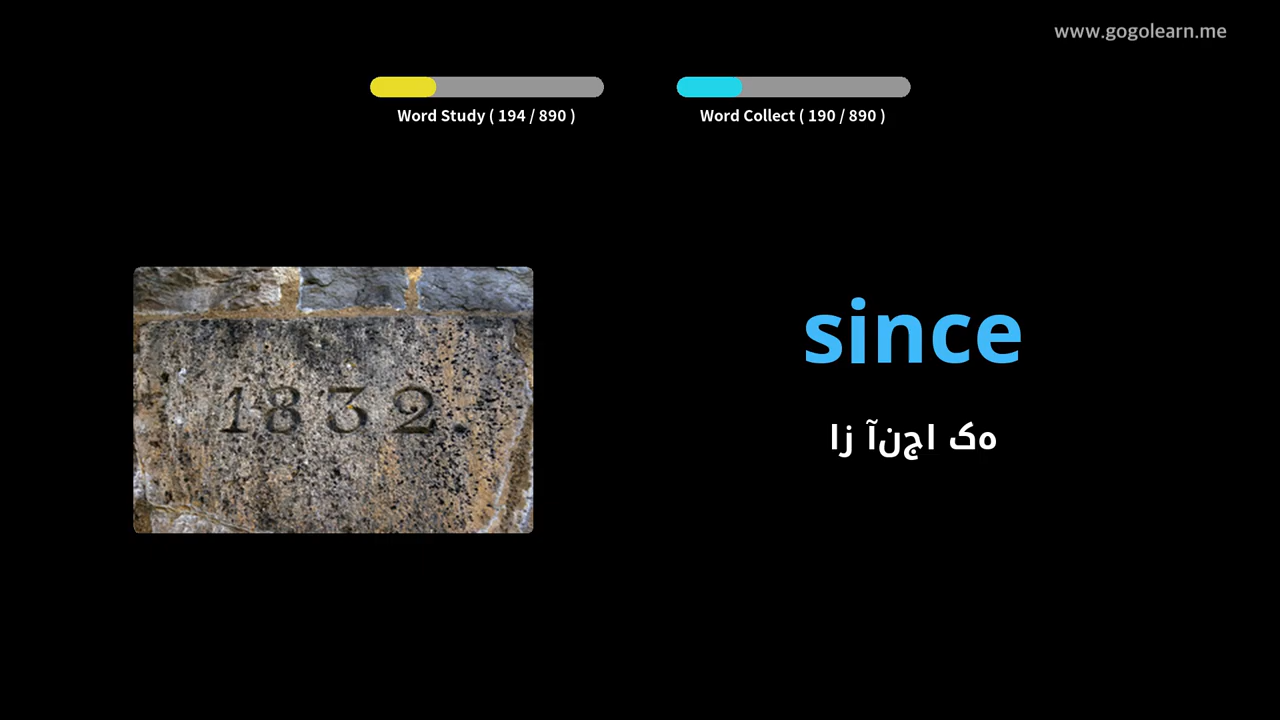 www.gogolearn.me
Word Study ( 194 / 890 )
Word Collect ( 190 / 890 )
1832.
since
از آنجا که